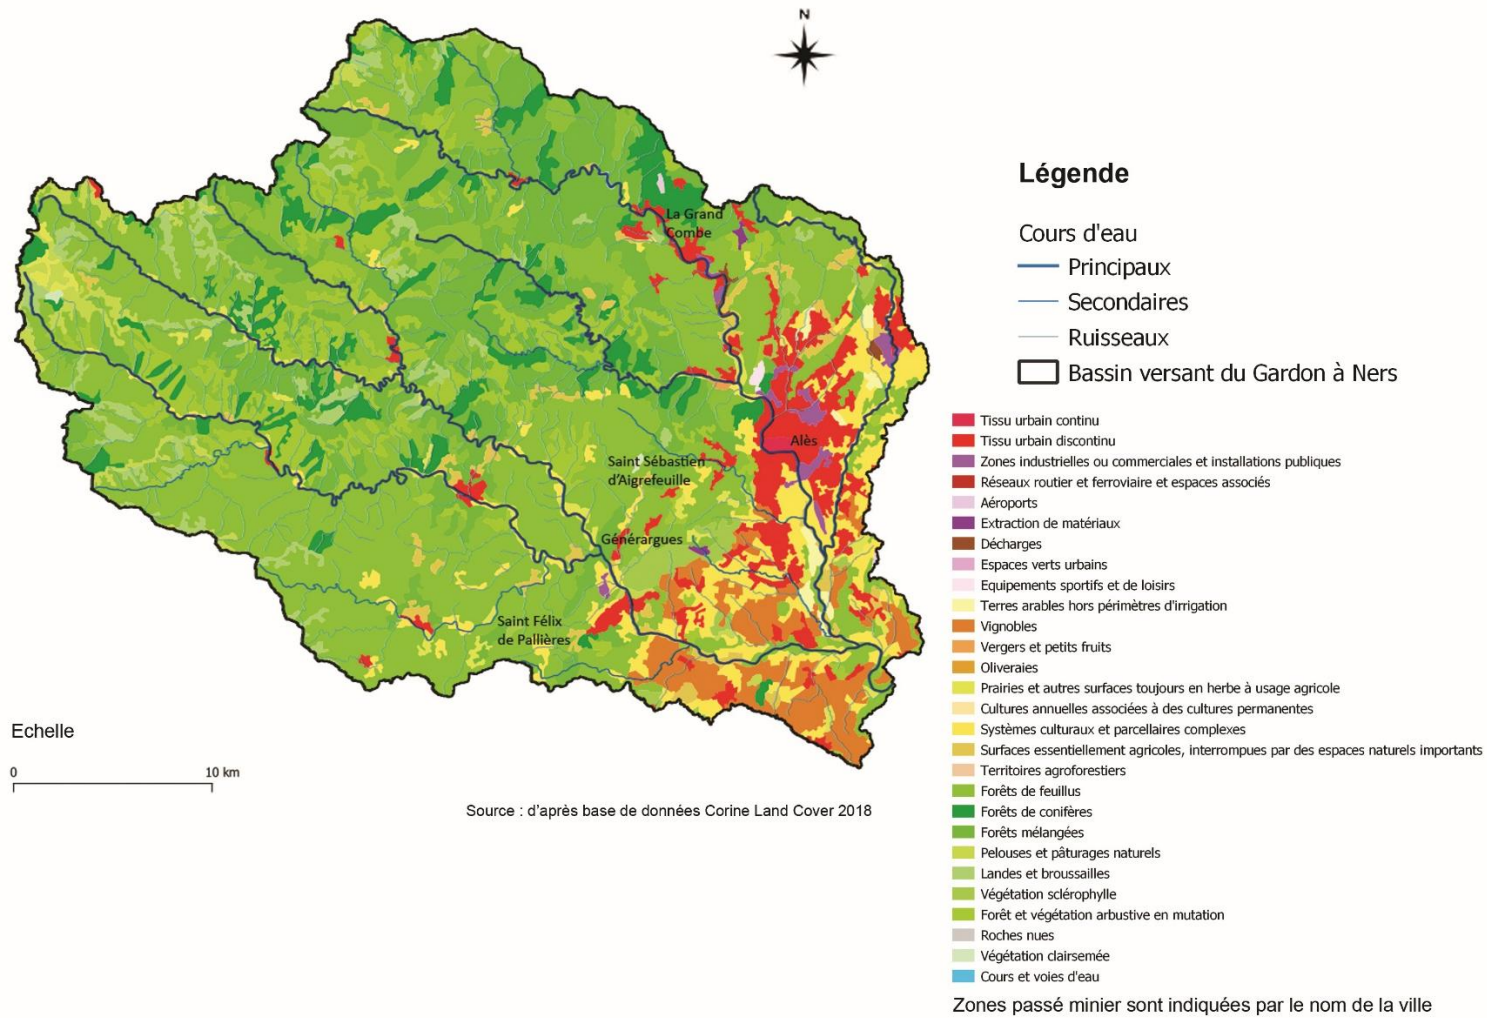 N
La Grand
Combe
Alès
Saint Sébastien
d'Aigrefeuille
Générargues
Saint Félix
de Pallières
Echelle
0 10 km
Source : d'après base de données Corine Land Cover 2018
Légende
Cours d'eau
Principaux
Secondaires
Ruisseaux
Bassin versant du Gardon à Ners
Tissu urbain continu
Tissu urbain discontinu
Zones industrielles ou commerciales et installations publiques
Réseaux routier et ferroviaire et espaces associés
Aéroports
Extraction de matériaux
Décharges
Espaces verts urbains
Equipements sportifs et de loisirs
Terres arables hors périmètres d'irrigation
Vignobles
Vergers et petits fruits
Oliveraies
Prairies et autres surfaces toujours en herbe à usage agricole
Cultures annuelles associées à des cultures permanentes
Systèmes culturaux et parcellaires complexes
Surfaces essentiellement agricoles, interrompues par des espaces naturels importants
Territoires agroforestiers
Forêts de feuillus
Forêts de conifères
Forêts mélangées
Pelouses et pâturages naturels
Landes et broussailles
Végétation sclérophylle
Forêt et végétation arbustive en mutation
Roches nues
Végétation clairsemée
Cours et voies d'eau
Zones passé minier sont indiquées par le nom de la ville